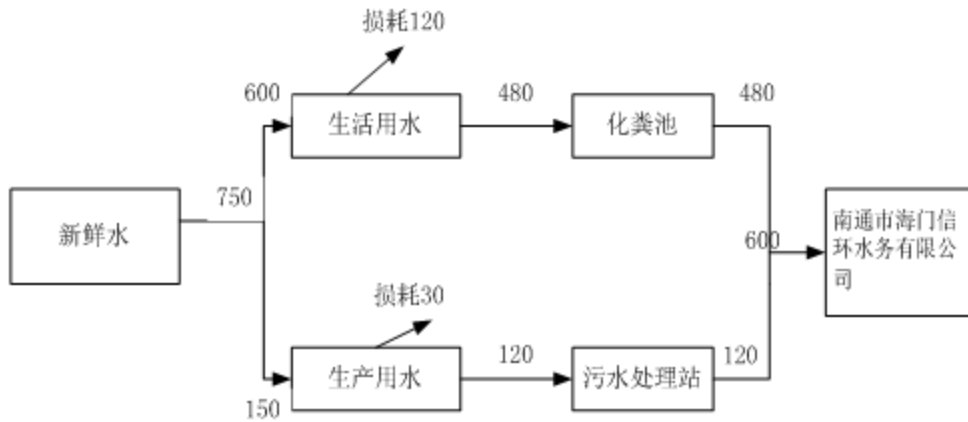 损耗120
600
生活用水
480
化粪池
480
新鲜水
750
南通市海门信
环水务有限公
司
600
损耗30
生产用水
120
污水处理站
120
150